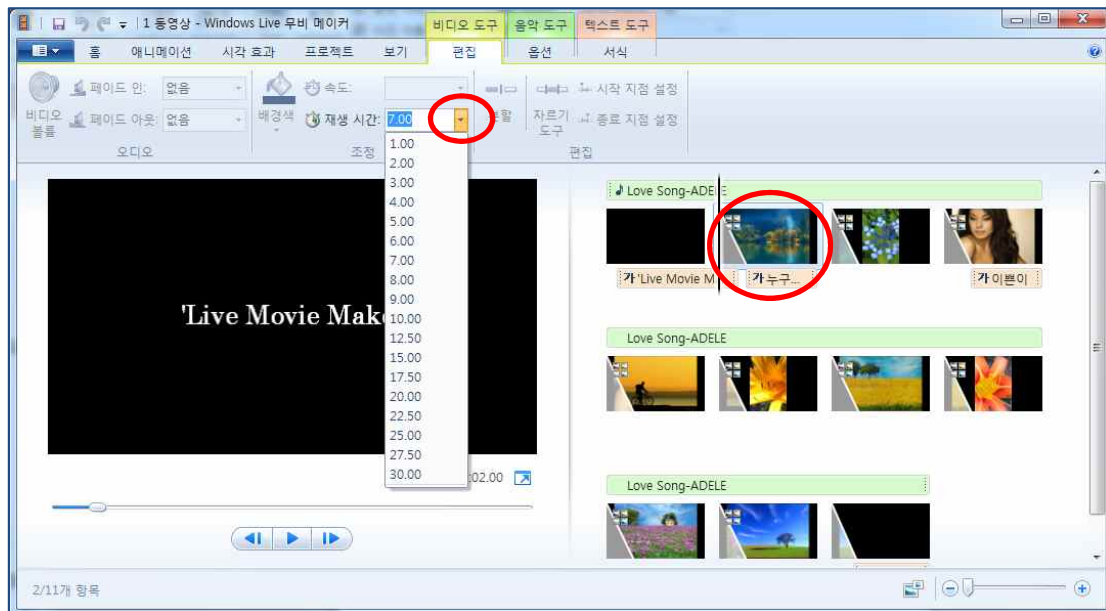 1 동영상 - Windows Live 무비 메이커
비디오 도구 음악 도구 텍스트 도구
홈 애니메이션 시각 효과 프로젝트 보기 편집 옵션 서식
페이드 인: 없음 속도: 시작 지점 설정
비디오 볼륨 페이드 아웃: 없음 배경색 재생 시간: 7.00 자르기 도구 종료 지점 설정
오디오 조정 편집
1.00
2.00
3.00
4.00
5.00
6.00
7.00
8.00
9.00
10.00
12.50
15.00
17.50
20.00
22.50
25.00
27.50
30.00
'Live Movie Mak
:02.00
Love Song-ADELE
가 'Live Movie M 가 누구... 가 이쁜이
Love Song-ADELE
Love Song-ADELE
2/11개 항목